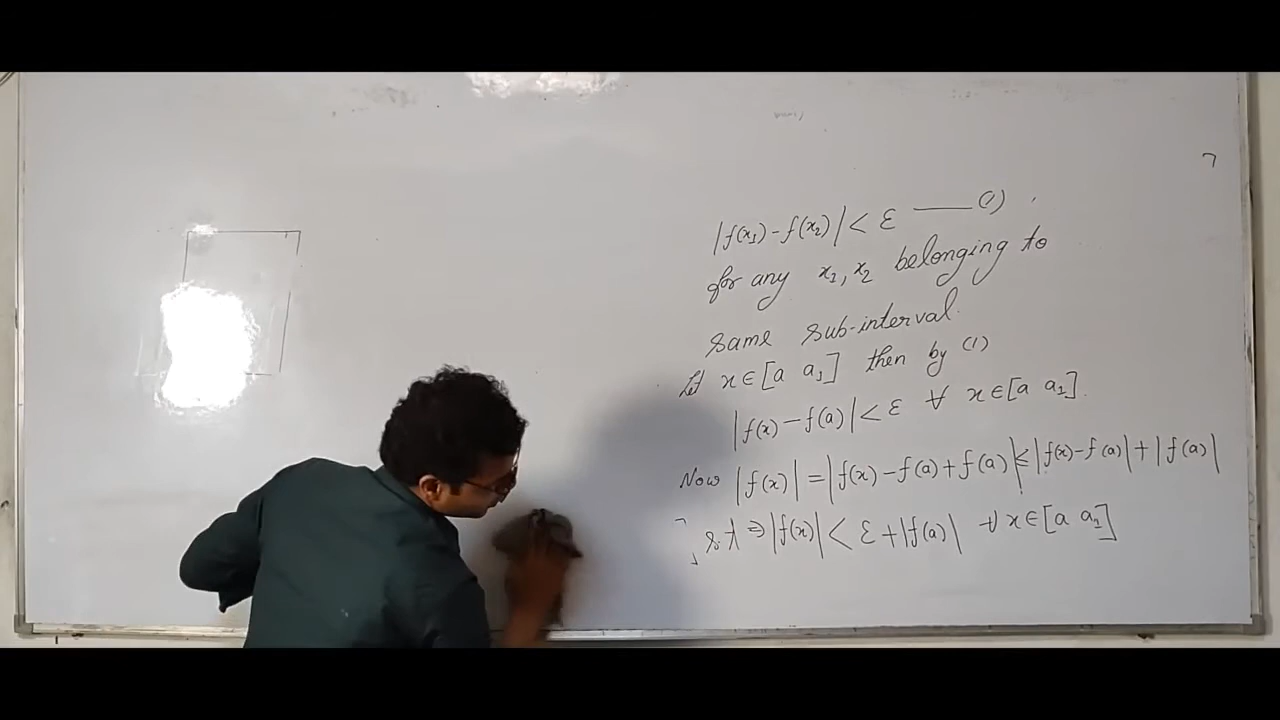 |f(x₁)-f(x₂)| < ε —— (1)
for any x₁, x₂ belonging to
same sub-interval.
Let x ∈ [a a₁] then by (1)
|f(x) - f(a)| < ε ∀ x ∈ [a a₁].
Now |f(x)| = |f(x) - f(a) + f(a)| ≤ |f(x) - f(a)| + |f(a)|
⇒ |f(x)| < ε + |f(a)| ∀ x ∈ [a a₁]